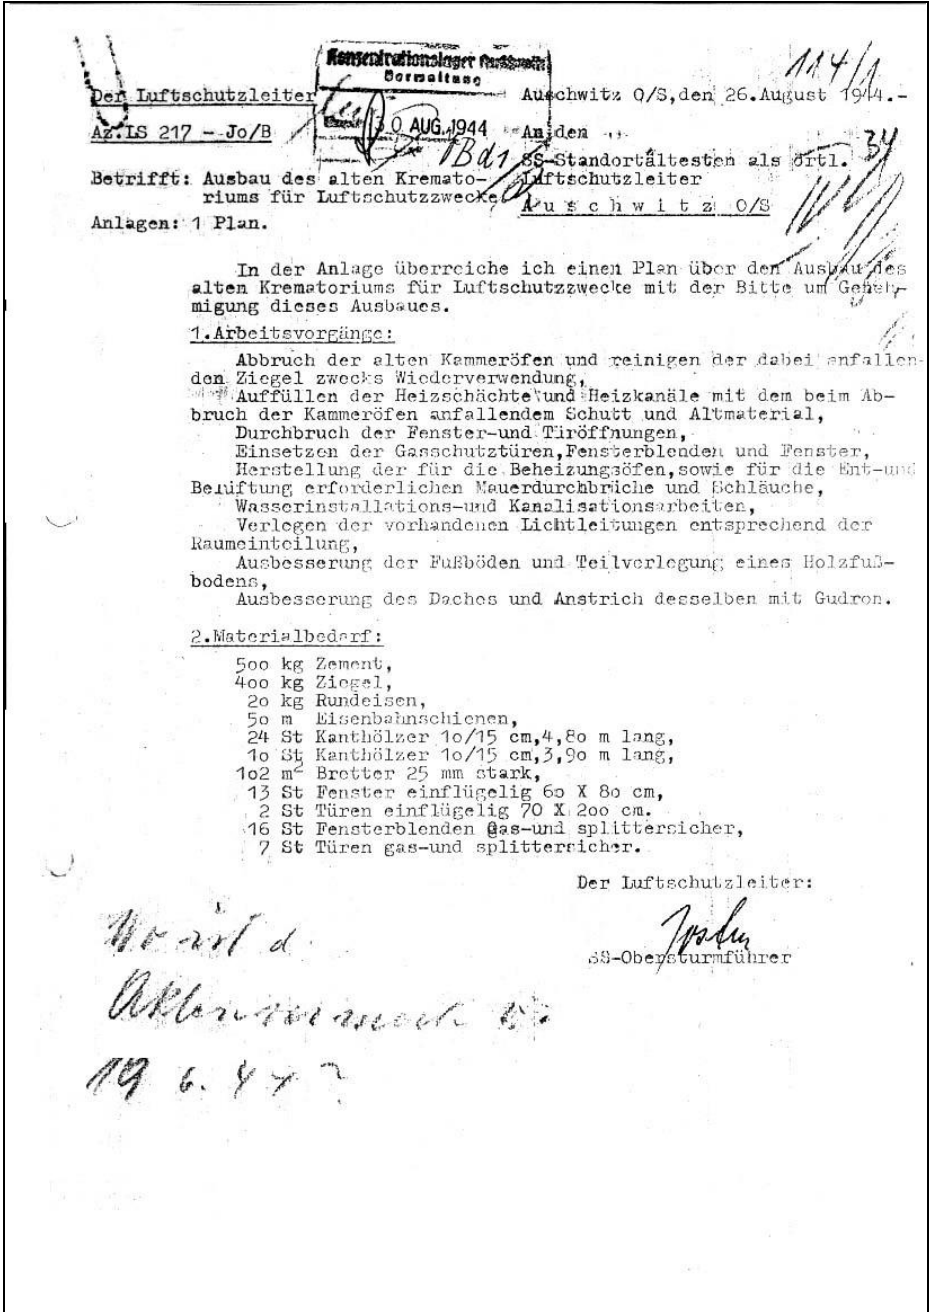 Konzentrationslager Auschwitz
Verwaltung
30 AUG. 1944
114/1
Der Luftschutzleiter
Auschwitz O/S,den 26.August 1944.-
Az.LS 217 - Jo/B
An den
34
SS-Standortältesten als örtl.
Luftschutzleiter
A u s c h w i t z O/S
Betrifft: Ausbau des alten Kremato-
riums für Luftschutzzwecke
Anlagen: 1 Plan.
In der Anlage überreiche ich einen Plan über den Ausbau des
alten Krematoriums für Luftschutzzwecke mit der Bitte um Geneh-
migung dieses Ausbaues.
1.Arbeitsvorgänge:
Abbruch der alten Kammeröfen und reinigen der dabei anfallen-
den Ziegel zwecks Wiederverwendung,
Auffüllen der Heizschächte und Heizkanäle mit dem beim Ab-
bruch der Kammeröfen anfallendem Schutt und Altmaterial,
Durchbruch der Fenster-und Türöffnungen,
Einsetzen der Gasschutztüren,Fensterblenden und Fenster,
Herstellung der für die Beheizungsöfen,sowie für die Ent-und
Belüftung erforderlichen Mauerdurchbrüche und Schläuche,
Wasserinstallations-und Kanalisationsarbeiten,
Verlegen der vorhandenen Lichtleitungen entsprechend der
Raumeinteilung,
Ausbesserung der Fußböden und Teilverlegung eines Holzfuß-
bodens,
Ausbesserung des Daches und Anstrich desselben mit Gudron.
2.Materialbedarf:
500 kg Zement,
400 kg Ziegel,
20 kg Rundeisen,
50 m Eisenbahnschienen,
24 St Kanthölzer 10/15 cm,4,80 m lang,
10 St Kanthölzer 10/15 cm,3,90 m lang,
102 m² Bretter 25 mm stark,
13 St Fenster einflügelig 60 X 80 cm,
2 St Türen einflügelig 70 X 200 cm.
16 St Fensterblenden gas-und splittersicher,
7 St Türen gas-und splittersicher.
Der Luftschutzleiter:
Josten
SS-Obersturmführer
Wo ist d.
Aktenvermerk v.
19 6. 44 ?